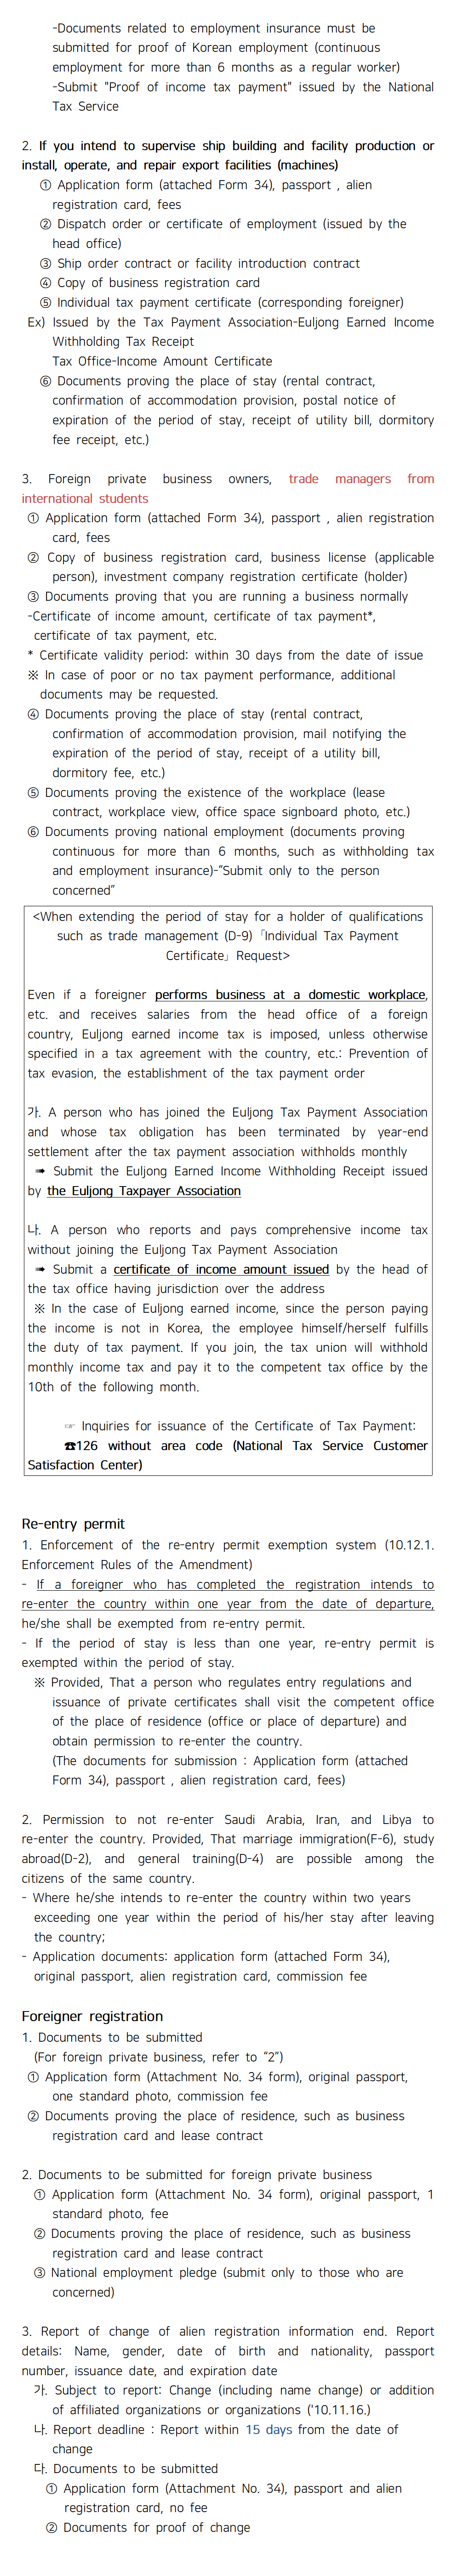 -Documents related to employment insurance must be
submitted for proof of Korean employment (continuous
employment for more than 6 months as a regular worker)
-Submit "Proof of income tax payment" issued by the National
Tax Service
2. If you intend to supervise ship building and facility production or
install, operate, and repair export facilities (machines)
① Application form (attached Form 34), passport , alien
registration card, fees
② Dispatch order or certificate of employment (issued by the
head office)
③ Ship order contract or facility introduction contract
④ Copy of business registration card
⑤ Individual tax payment certificate (corresponding foreigner)
Ex) Issued by the Tax Payment Association-Euljong Earned Income
Withholding Tax Receipt
Tax Office-Income Amount Certificate
⑥ Documents proving the place of stay (rental contract,
confirmation of accommodation provision, postal notice of
expiration of the period of stay, receipt of utility bill, dormitory
fee receipt, etc.)
3. Foreign private business owners, trade managers from
international students
① Application form (attached Form 34), passport , alien registration
card, fees
② Copy of business registration card, business license (applicable
person), investment company registration certificate (holder)
③ Documents proving that you are running a business normally
-Certificate of income amount, certificate of tax payment*,
certificate of tax payment, etc.
* Certificate validity period: within 30 days from the date of issue
※ In case of poor or no tax payment performance, additional
documents may be requested.
④ Documents proving the place of stay (rental contract,
confirmation of accommodation provision, mail notifying the
expiration of the period of stay, receipt of a utility bill,
dormitory fee, etc.)
⑤ Documents proving the existence of the workplace (lease
contract, workplace view, office space signboard photo, etc.)
⑥ Documents proving national employment (documents proving
continuous for more than 6 months, such as withholding tax
and employment insurance)-"Submit only to the person
concerned"
<When extending the period of stay for a holder of qualifications
such as trade management (D-9)「Individual Tax Payment
Certificate」Request>
Even if a foreigner performs business at a domestic workplace,
etc. and receives salaries from the head office of a foreign
country, Euljong earned income tax is imposed, unless otherwise
specified in a tax agreement with the country, etc.: Prevention of
tax evasion, the establishment of the tax payment order
가. A person who has joined the Euljong Tax Payment Association
and whose tax obligation has been terminated by year-end
settlement after the tax payment association withholds monthly
➠ Submit the Euljong Earned Income Withholding Receipt issued
by the Euljong Taxpayer Association
나. A person who reports and pays comprehensive income tax
without joining the Euljong Tax Payment Association
➠ Submit a certificate of income amount issued by the head of
the tax office having jurisdiction over the address
※ In the case of Euljong earned income, since the person paying
the income is not in Korea, the employee himself/herself fulfills
the duty of tax payment. If you join, the tax union will withhold
monthly income tax and pay it to the competent tax office by the
10th of the following month.
☞ Inquiries for issuance of the Certificate of Tax Payment:
☎126 without area code (National Tax Service Customer
Satisfaction Center)
Re-entry permit
1. Enforcement of the re-entry permit exemption system (10.12.1.
Enforcement Rules of the Amendment)
- If a foreigner who has completed the registration intends to
re-enter the country within one year from the date of departure,
he/she shall be exempted from re-entry permit.
- If the period of stay is less than one year, re-entry permit is
exempted within the period of stay.
※ Provided, That a person who regulates entry regulations and
issuance of private certificates shall visit the competent office
of the place of residence (office or place of departure) and
obtain permission to re-enter the country.
(The documents for submission : Application form (attached
Form 34), passport , alien registration card, fees)
2. Permission to not re-enter Saudi Arabia, Iran, and Libya to
re-enter the country. Provided, That marriage immigration(F-6), study
abroad(D-2), and general training(D-4) are possible among the
citizens of the same country.
- Where he/she intends to re-enter the country within two years
exceeding one year within the period of his/her stay after leaving
the country;
- Application documents: application form (attached Form 34),
original passport, alien registration card, commission fee
Foreigner registration
1. Documents to be submitted
(For foreign private business, refer to "2")
① Application form (Attachment No. 34 form), original passport,
one standard photo, commission fee
② Documents proving the place of residence, such as business
registration card and lease contract
2. Documents to be submitted for foreign private business
① Application form (Attachment No. 34 form), original passport, 1
standard photo, fee
② Documents proving the place of residence, such as business
registration card and lease contract
③ National employment pledge (submit only to those who are
concerned)
3. Report of change of alien registration information end. Report
details: Name, gender, date of birth and nationality, passport
number, issuance date, and expiration date
가. Subject to report: Change (including name change) or addition
of affiliated organizations or organizations ('10.11.16.)
나. Report deadline : Report within 15 days from the date of
change
다. Documents to be submitted
① Application form (Attachment No. 34), passport and alien
registration card, no fee
② Documents for proof of change